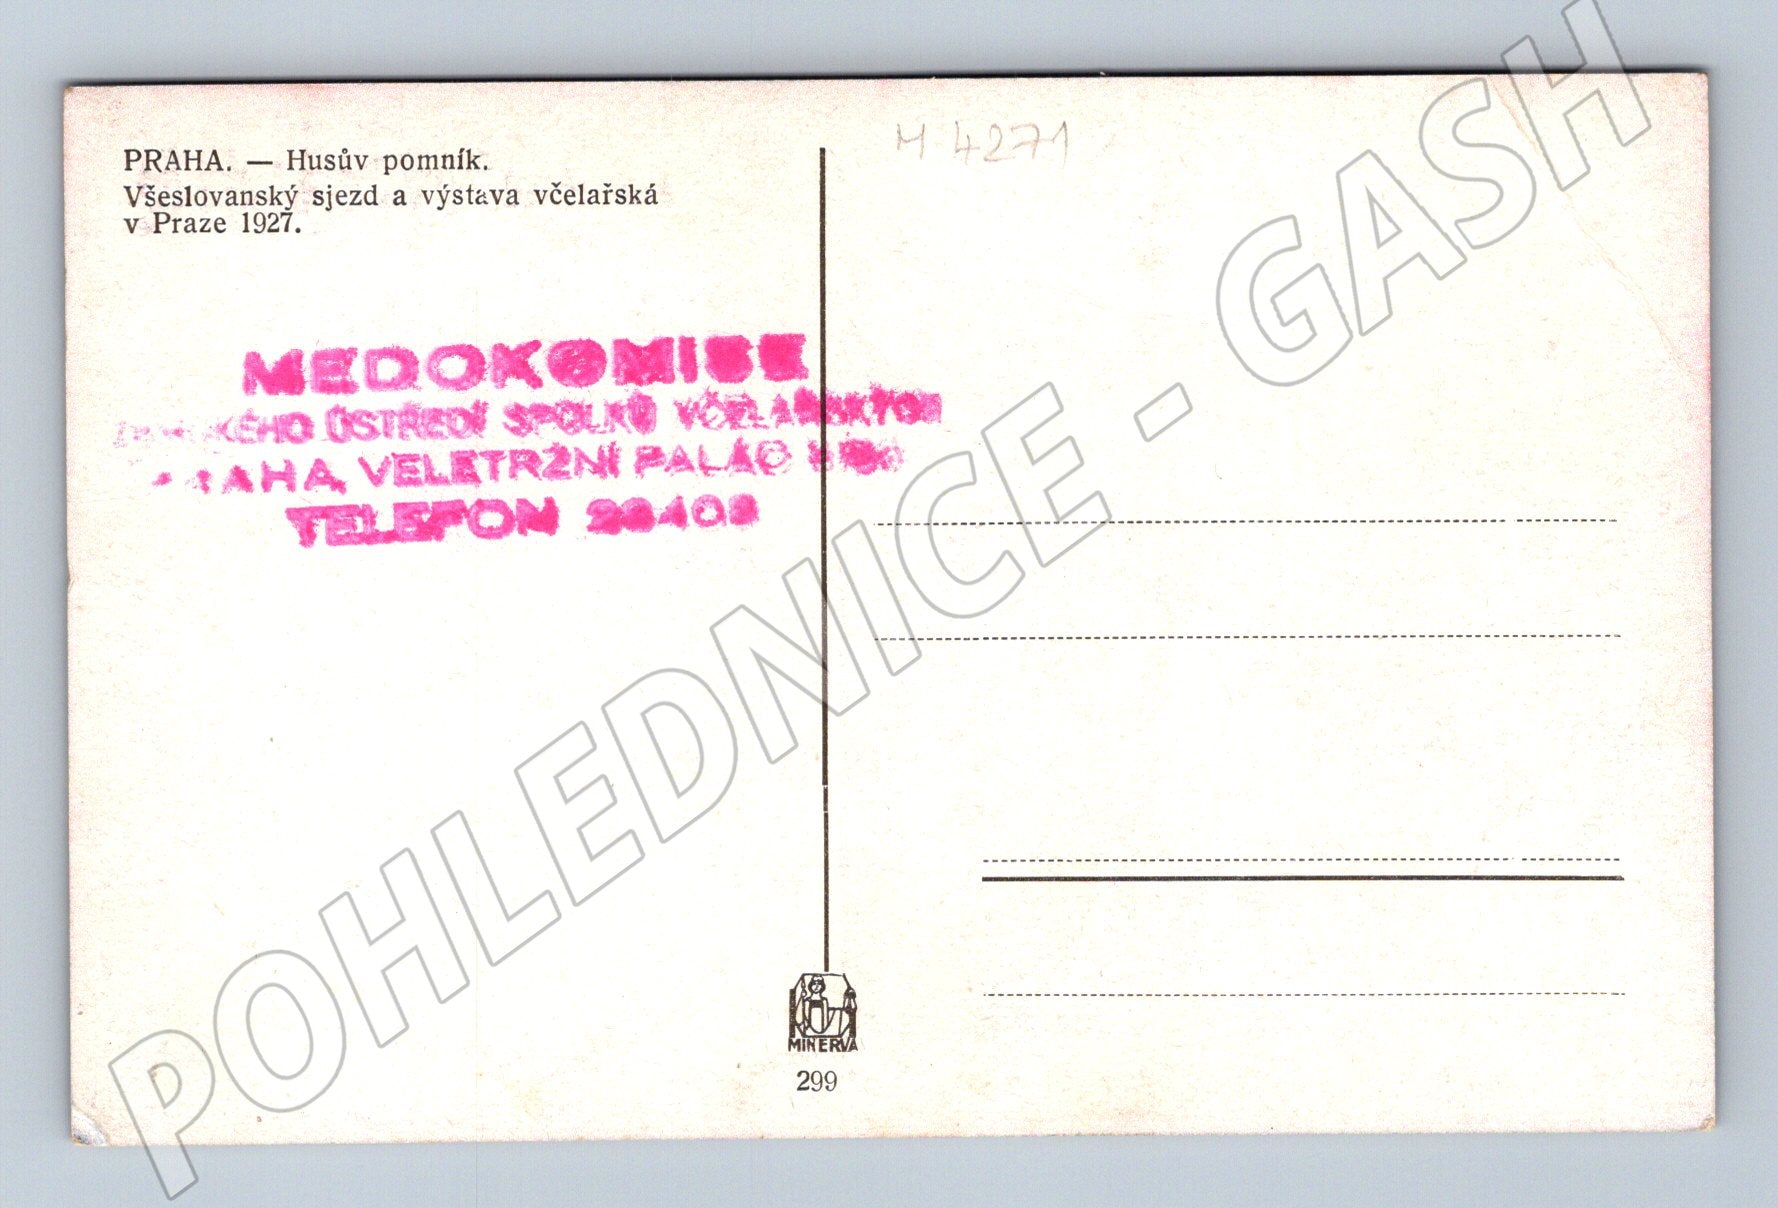 PRAHA. — Husův pomník.
Všeslovanský sjezd a výstava včelařská
v Praze 1927.
M 4271
MEDOKOMISE
ÚSTŘEDÍ SPOLKŮ VČELAŘSKÝCH
PRAHA, VELETRŽNÍ PALÁC
TELEFON
MINERVA
299
POHLEDNICE - GASH